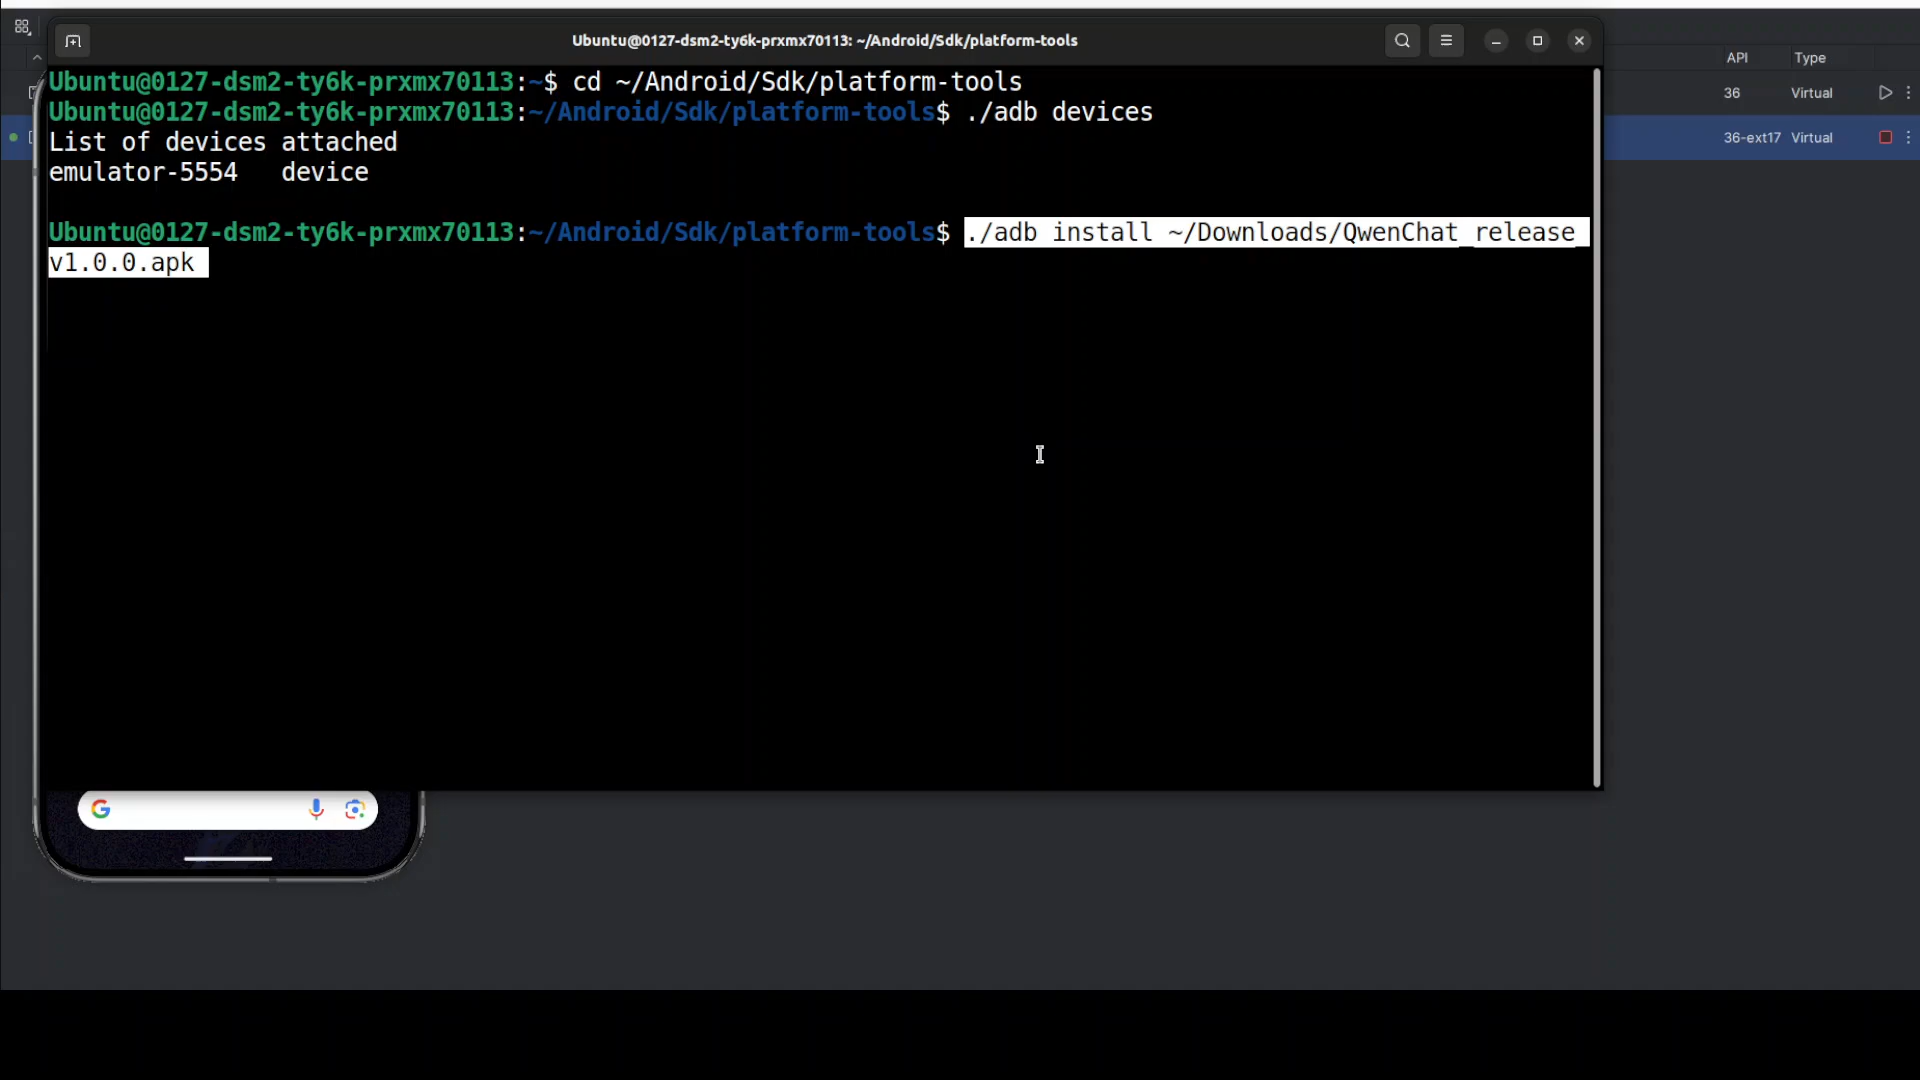 Ubuntu@0127-dsm2-ty6k-prxmx70113: ~/Android/Sdk/platform-tools
API Type
36 Virtual
36-ext17 Virtual
Ubuntu@0127-dsm2-ty6k-prxmx70113:~$ cd ~/Android/Sdk/platform-tools
Ubuntu@0127-dsm2-ty6k-prxmx70113:~/Android/Sdk/platform-tools$ ./adb devices
List of devices attached
emulator-5554   device
Ubuntu@0127-dsm2-ty6k-prxmx70113:~/Android/Sdk/platform-tools$ ./adb install ~/Downloads/QwenChat_release_
v1.0.0.apk